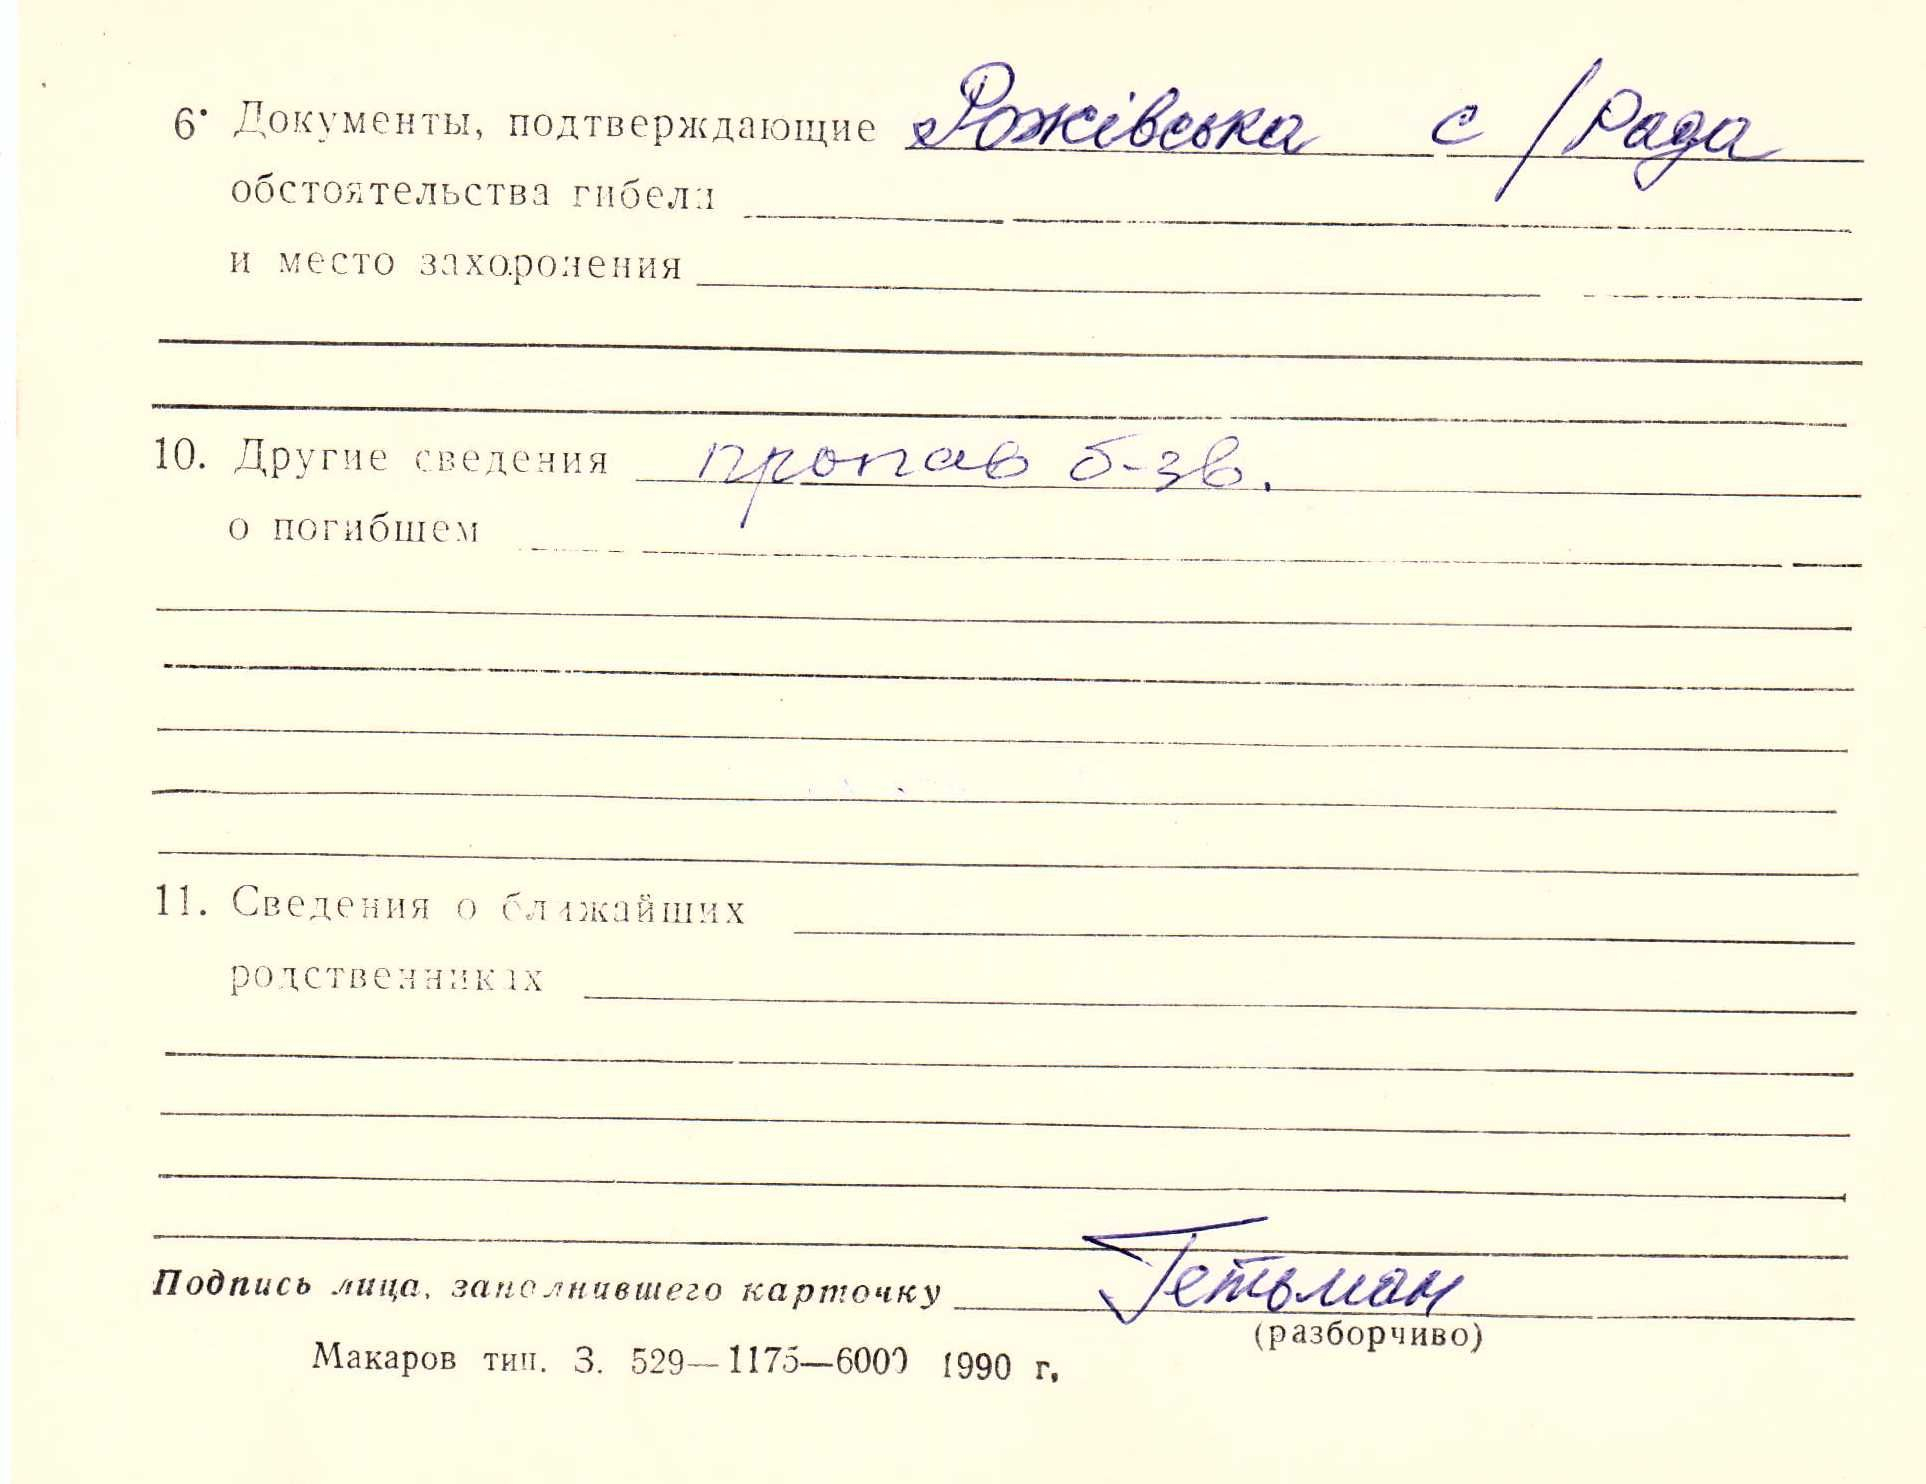 6· Документы, подтверждающие Рожівська с/Рада
обстоятельства гибели
и место захоронения
10. Другие сведения пропав б-зв.
о погибшем
11. Сведения о ближайших
родственниках
Подпись лица, заполнившего карточку Гетьман
(разборчиво)
Макаров тип. З. 529—1175—6000 1990 г.